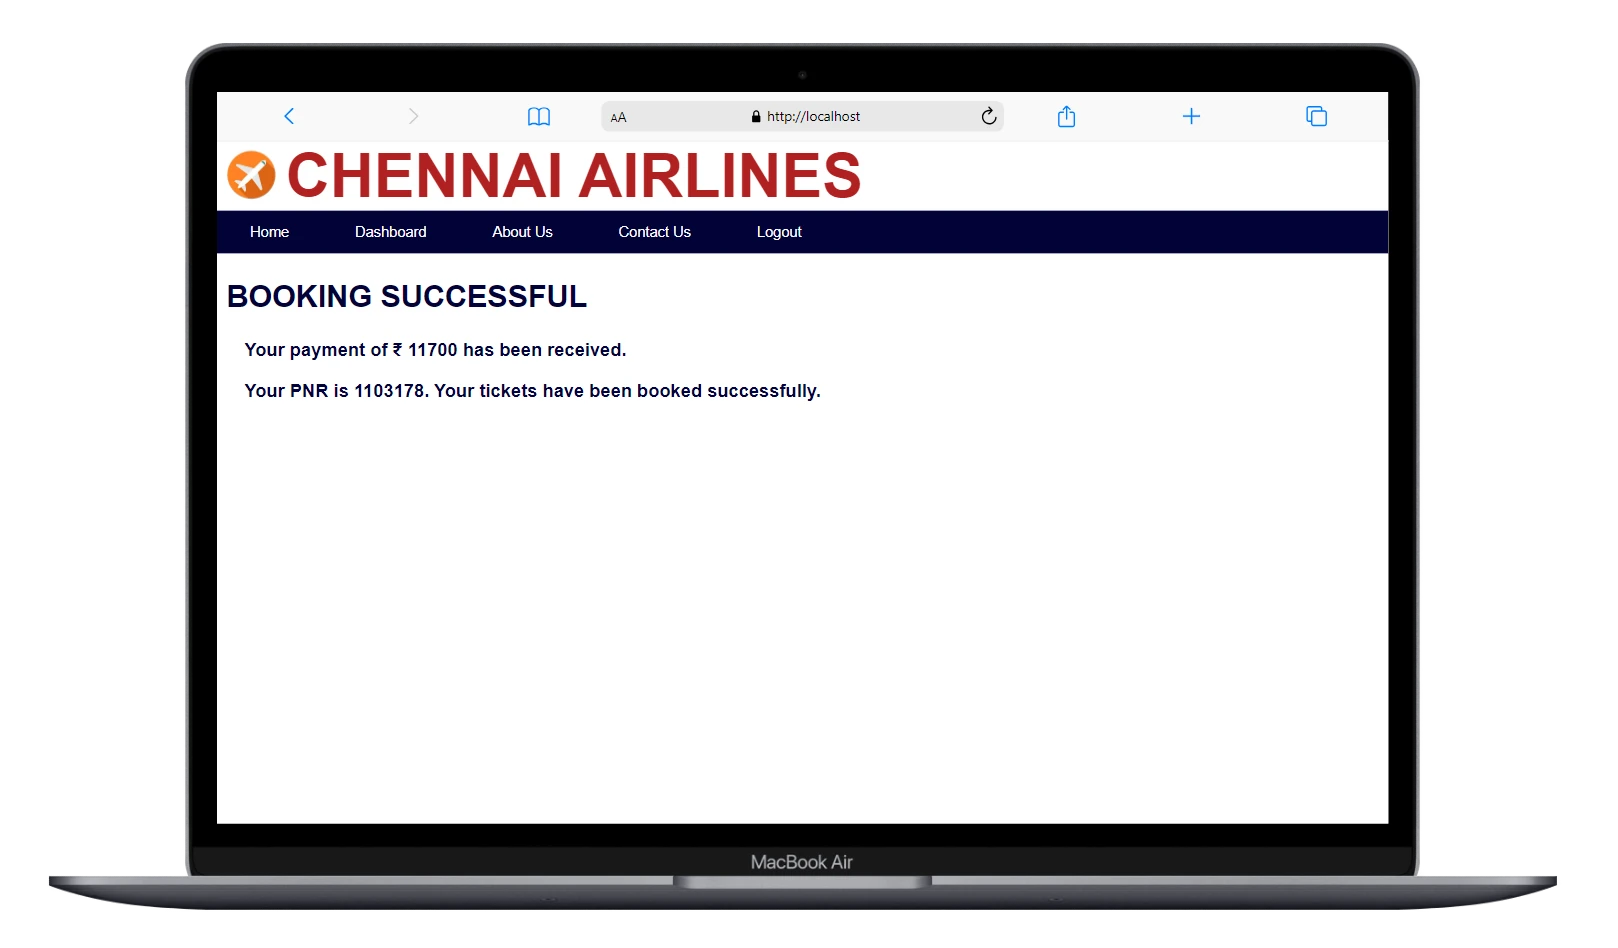 AA http://localhost
CHENNAI AIRLINES
Home Dashboard About Us Contact Us Logout
BOOKING SUCCESSFUL
Your payment of ₹ 11700 has been received.
Your PNR is 1103178. Your tickets have been booked successfully.
MacBook Air